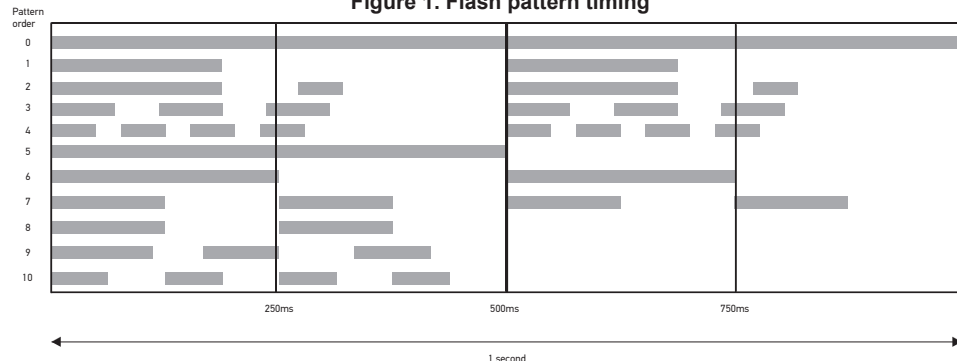 Figure 1. Flash pattern timing
Pattern
order
0
1
2
3
4
5
6
7
8
9
10
250ms
500ms
750ms
1 second